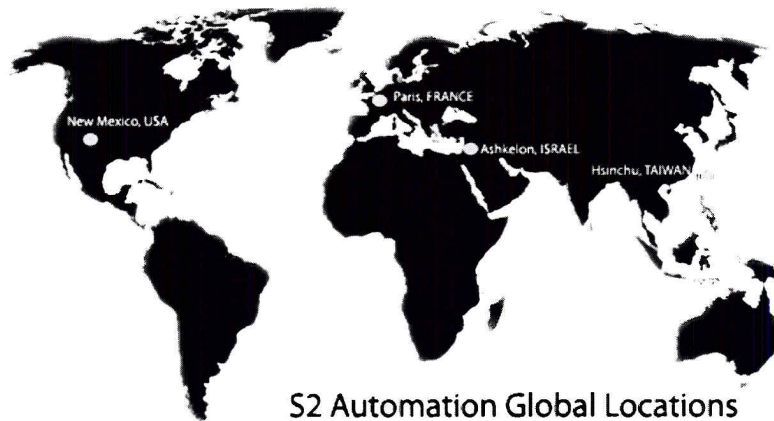 Paris, FRANCE
New Mexico, USA
Ashkelon, ISRAEL
Hsinchu, TAIWAN
S2 Automation Global Locations